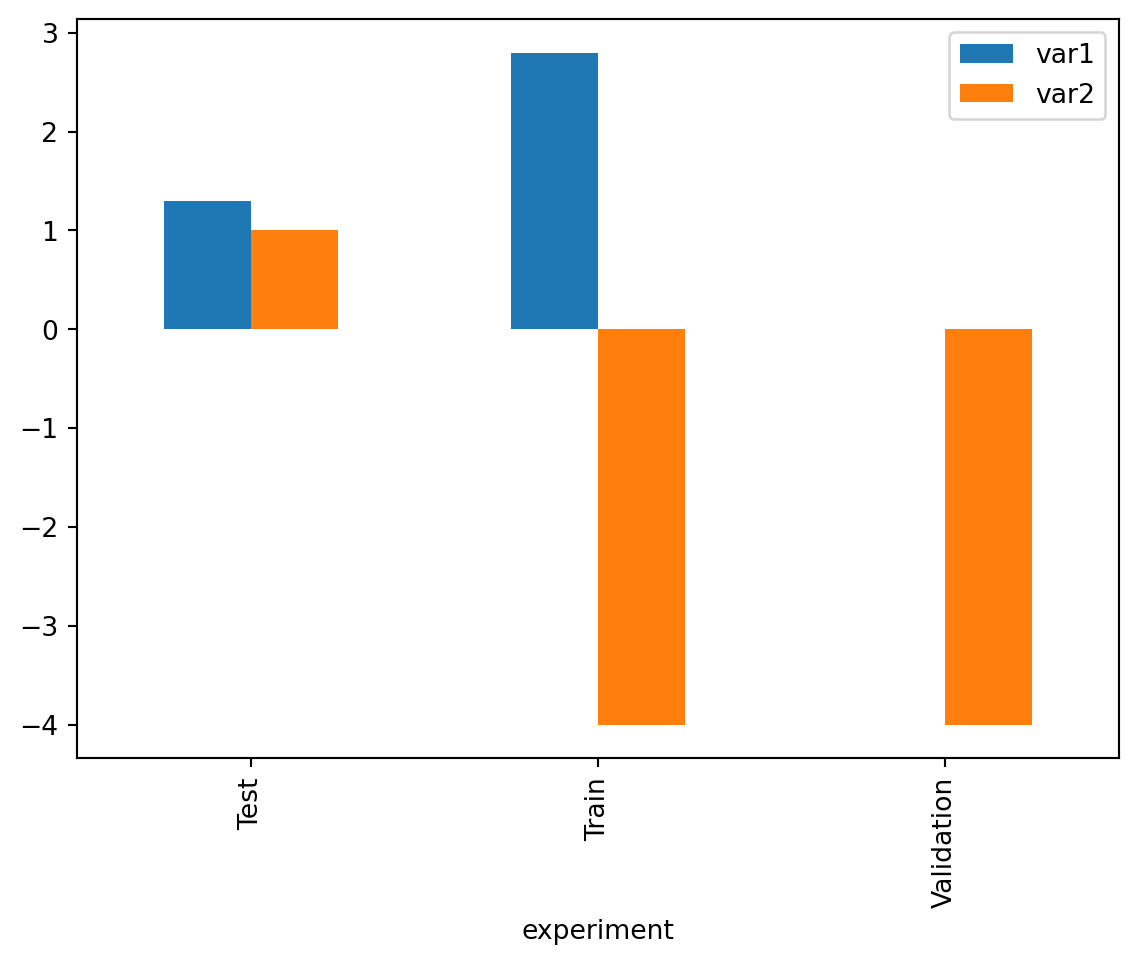 3
2
1
0
−1
−2
−3
−4
var1
var2
Test
Train
Validation
experiment